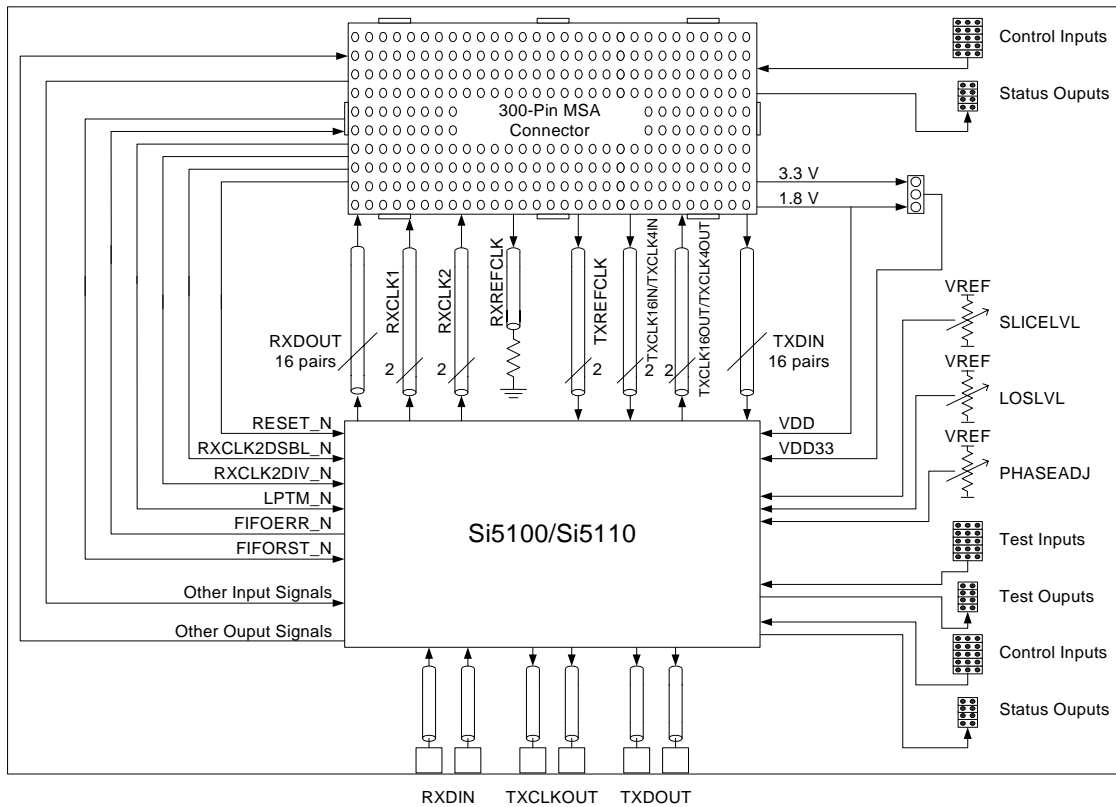 Control Inputs
Status Ouputs
300-Pin MSA
Connector
3.3 V
1.8 V
RXDOUT
16 pairs
RXCLK1
2
RXCLK2
2
RXREFCLK
TXREFCLK
2
TXCLK16IN/TXCLK4IN
2
TXCLK16OUT/TXCLK4OUT
2
TXDIN
16 pairs
VREF
SLICELVL
VREF
LOSLVL
VREF
PHASEADJ
RESET_N
RXCLK2DSBL_N
RXCLK2DIV_N
LPTM_N
FIFOERR_N
FIFORST_N
Other Input Signals
Other Ouput Signals
VDD
VDD33
Si5100/Si5110
Test Inputs
Test Ouputs
Control Inputs
Status Ouputs
RXDIN
TXCLKOUT
TXDOUT